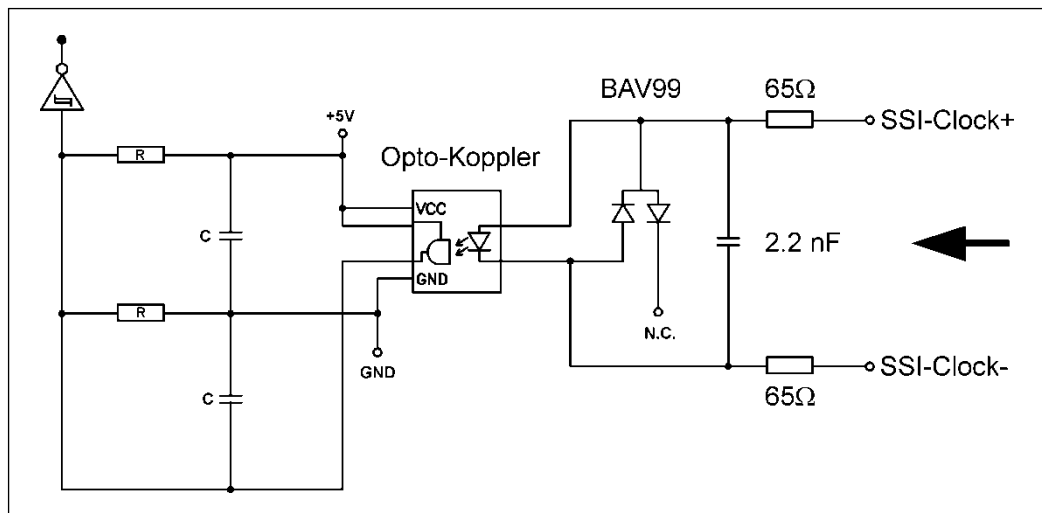 BAV99
65Ω
SSI-Clock+
+5V
Opto-Koppler
R
VCC
C
2.2 nF
GND
R
N.C.
GND
C
65Ω
SSI-Clock-